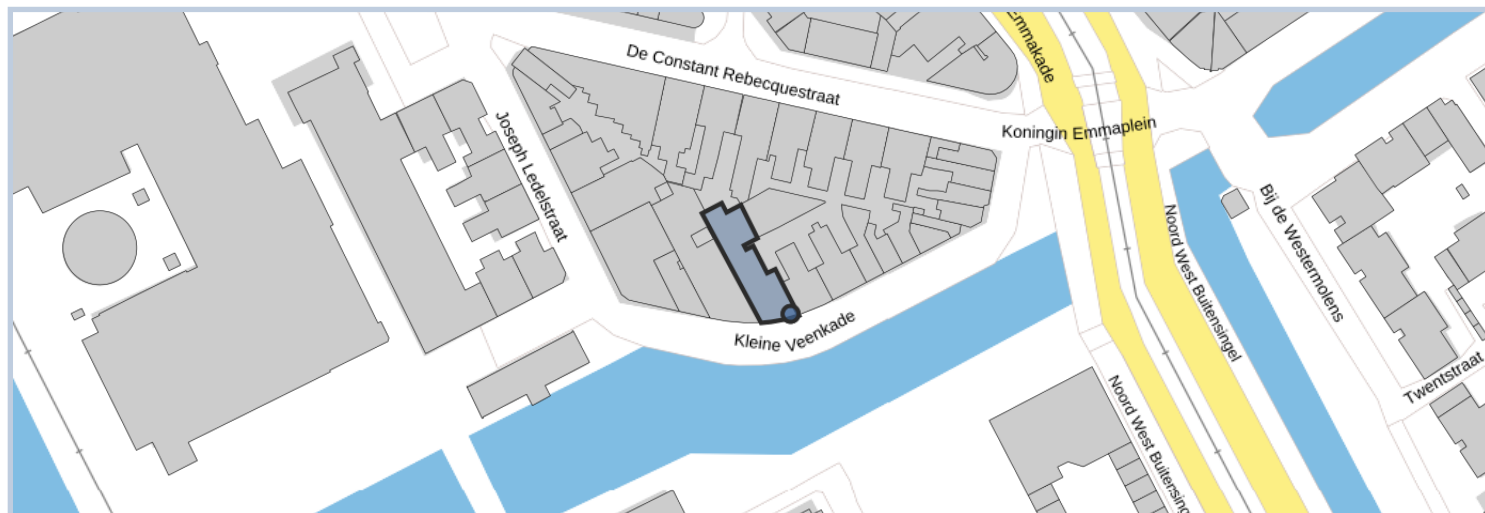 Emmakade
De Constant Rebecquestraat
Koningin Emmaplein
Joseph Ledelstraat
Bij de Westermolens
Noord West Buitensingel
Kleine Veenkade
Twentstraat
Noord West Buitensing